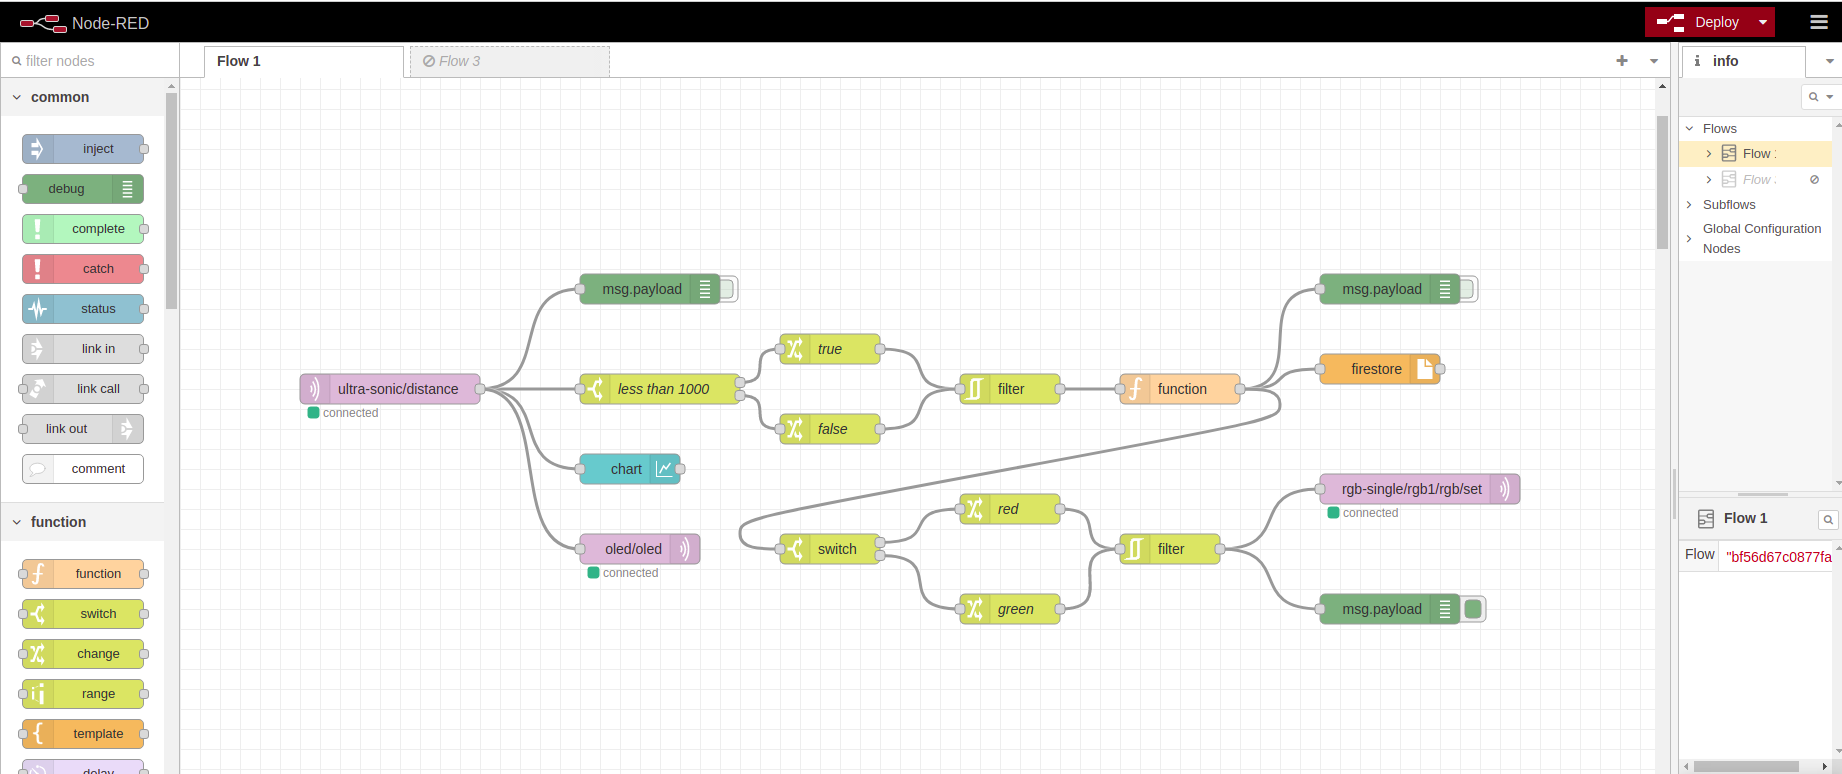 Node-RED
Deploy
filter nodes
Flow 1
Flow 3
info
common
inject
debug
complete
catch
status
link in
link call
link out
comment
function
function
switch
change
range
template
delay
msg.payload
true
ultra-sonic/distance
connected
less than 1000
false
filter
function
msg.payload
firestore
chart
oled/oled
connected
switch
red
green
filter
rgb-single/rgb1/rgb/set
connected
msg.payload
Flows
Flow
Flow
Subflows
Global Configuration
Nodes
Flow 1
Flow
"bf56d67c0877fa